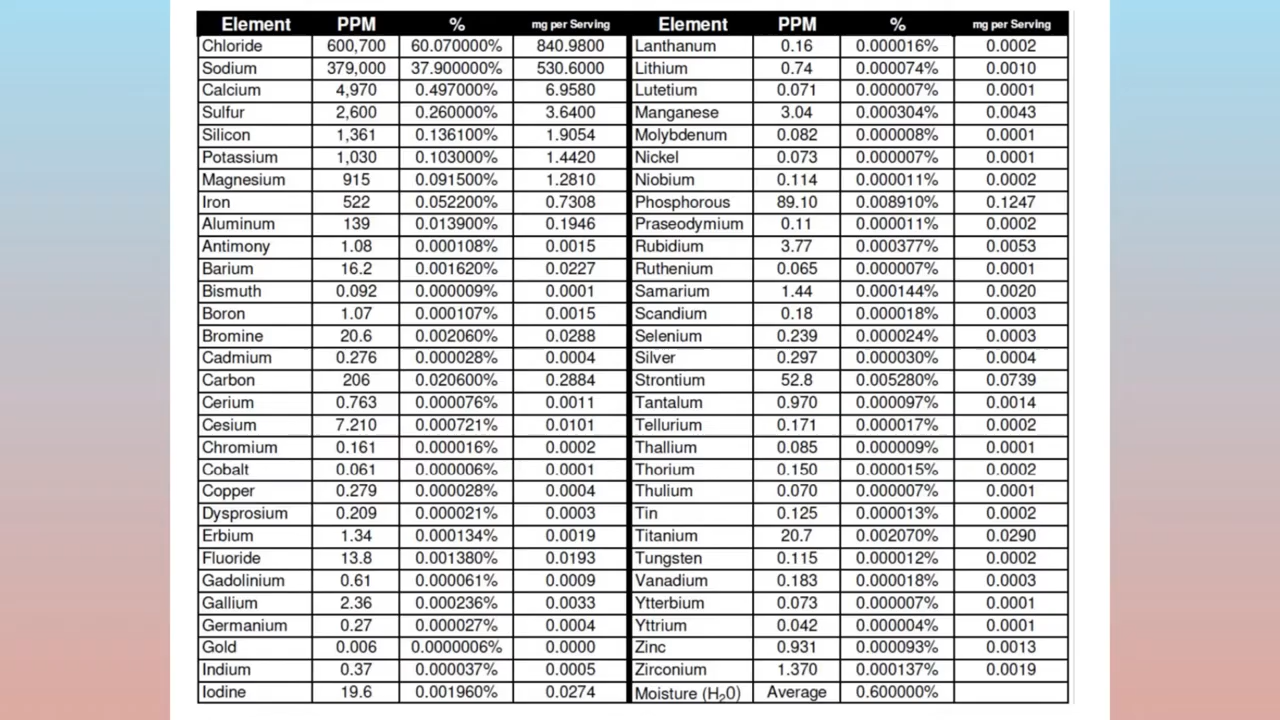 Element PPM % mg per Serving Element PPM % mg per Serving
Chloride 600,700 60.070000% 840.9800 Lanthanum 0.16 0.000016% 0.0002
Sodium 379,000 37.900000% 530.6000 Lithium 0.74 0.000074% 0.0010
Calcium 4,970 0.497000% 6.9580 Lutetium 0.071 0.000007% 0.0001
Sulfur 2,600 0.260000% 3.6400 Manganese 3.04 0.000304% 0.0043
Silicon 1,361 0.136100% 1.9054 Molybdenum 0.082 0.000008% 0.0001
Potassium 1,030 0.103000% 1.4420 Nickel 0.073 0.000007% 0.0001
Magnesium 915 0.091500% 1.2810 Niobium 0.114 0.000011% 0.0002
Iron 522 0.052200% 0.7308 Phosphorous 89.10 0.008910% 0.1247
Aluminum 139 0.013900% 0.1946 Praseodymium 0.11 0.000011% 0.0002
Antimony 1.08 0.000108% 0.0015 Rubidium 3.77 0.000377% 0.0053
Barium 16.2 0.001620% 0.0227 Ruthenium 0.065 0.000007% 0.0001
Bismuth 0.092 0.000009% 0.0001 Samarium 1.44 0.000144% 0.0020
Boron 1.07 0.000107% 0.0015 Scandium 0.18 0.000018% 0.0003
Bromine 20.6 0.002060% 0.0288 Selenium 0.239 0.000024% 0.0003
Cadmium 0.276 0.000028% 0.0004 Silver 0.297 0.000030% 0.0004
Carbon 206 0.020600% 0.2884 Strontium 52.8 0.005280% 0.0739
Cerium 0.763 0.000076% 0.0011 Tantalum 0.970 0.000097% 0.0014
Cesium 7.210 0.000721% 0.0101 Tellurium 0.171 0.000017% 0.0002
Chromium 0.161 0.000016% 0.0002 Thallium 0.085 0.000009% 0.0001
Cobalt 0.061 0.000006% 0.0001 Thorium 0.150 0.000015% 0.0002
Copper 0.279 0.000028% 0.0004 Thulium 0.070 0.000007% 0.0001
Dysprosium 0.209 0.000021% 0.0003 Tin 0.125 0.000013% 0.0002
Erbium 1.34 0.000134% 0.0019 Titanium 20.7 0.002070% 0.0290
Fluoride 13.8 0.001380% 0.0193 Tungsten 0.115 0.000012% 0.0002
Gadolinium 0.61 0.000061% 0.0009 Vanadium 0.183 0.000018% 0.0003
Gallium 2.36 0.000236% 0.0033 Ytterbium 0.073 0.000007% 0.0001
Germanium 0.27 0.000027% 0.0004 Yttrium 0.042 0.000004% 0.0001
Gold 0.006 0.0000006% 0.0000 Zinc 0.931 0.000093% 0.0013
Indium 0.37 0.000037% 0.0005 Zirconium 1.370 0.000137% 0.0019
Iodine 19.6 0.001960% 0.0274 Moisture (H₂0) Average 0.600000%